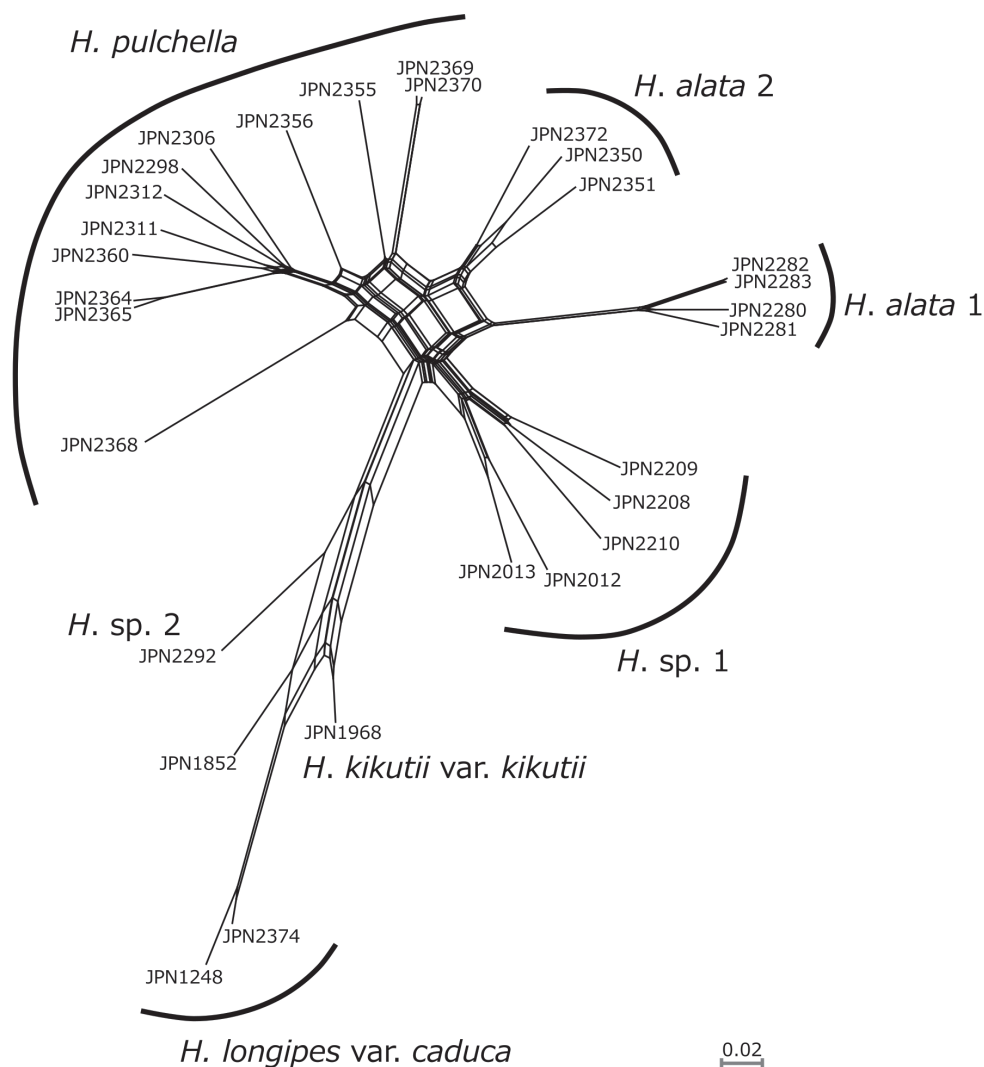 H. pulchella
JPN2369
JPN2370
JPN2355
H. alata 2
JPN2356
JPN2372
JPN2306
JPN2350
JPN2298
JPN2351
JPN2312
JPN2311
JPN2360
JPN2282
JPN2283
JPN2364
JPN2365
JPN2280
H. alata 1
JPN2281
JPN2368
JPN2209
JPN2208
JPN2210
JPN2013
JPN2012
H. sp. 2
JPN2292
H. sp. 1
JPN1968
JPN1852
H. kikutii var. kikutii
JPN2374
JPN1248
H. longipes var. caduca
0.02